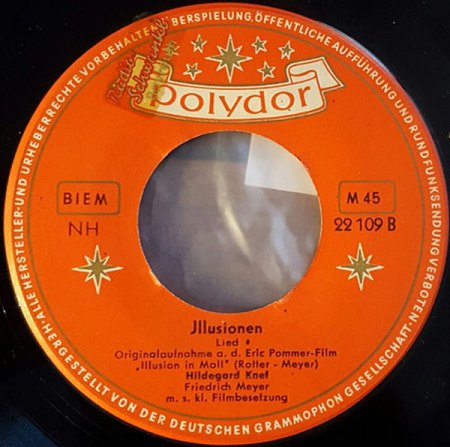 ALLE HERSTELLER- UND URHEBERRECHTE VORBEHALTEN. BERSPIELUNG, ÖFFENTLICHE AUFFÜHRUNG UND RUNDFUNKSENDUNG VERBOTEN
Polydor
BIEM
M 45
NH
22 109 B
Jllusionen
Lied
Originalaufnahme a. d. Eric Pommer-Film
„Illusion in Moll" (Rotter - Meyer)
Hildegard Knef
Friedrich Meyer
m. s. kl. Filmbesetzung
HERGESTELLT VON DER DEUTSCHEN GRAMMOPHON GESELLSCHAFT